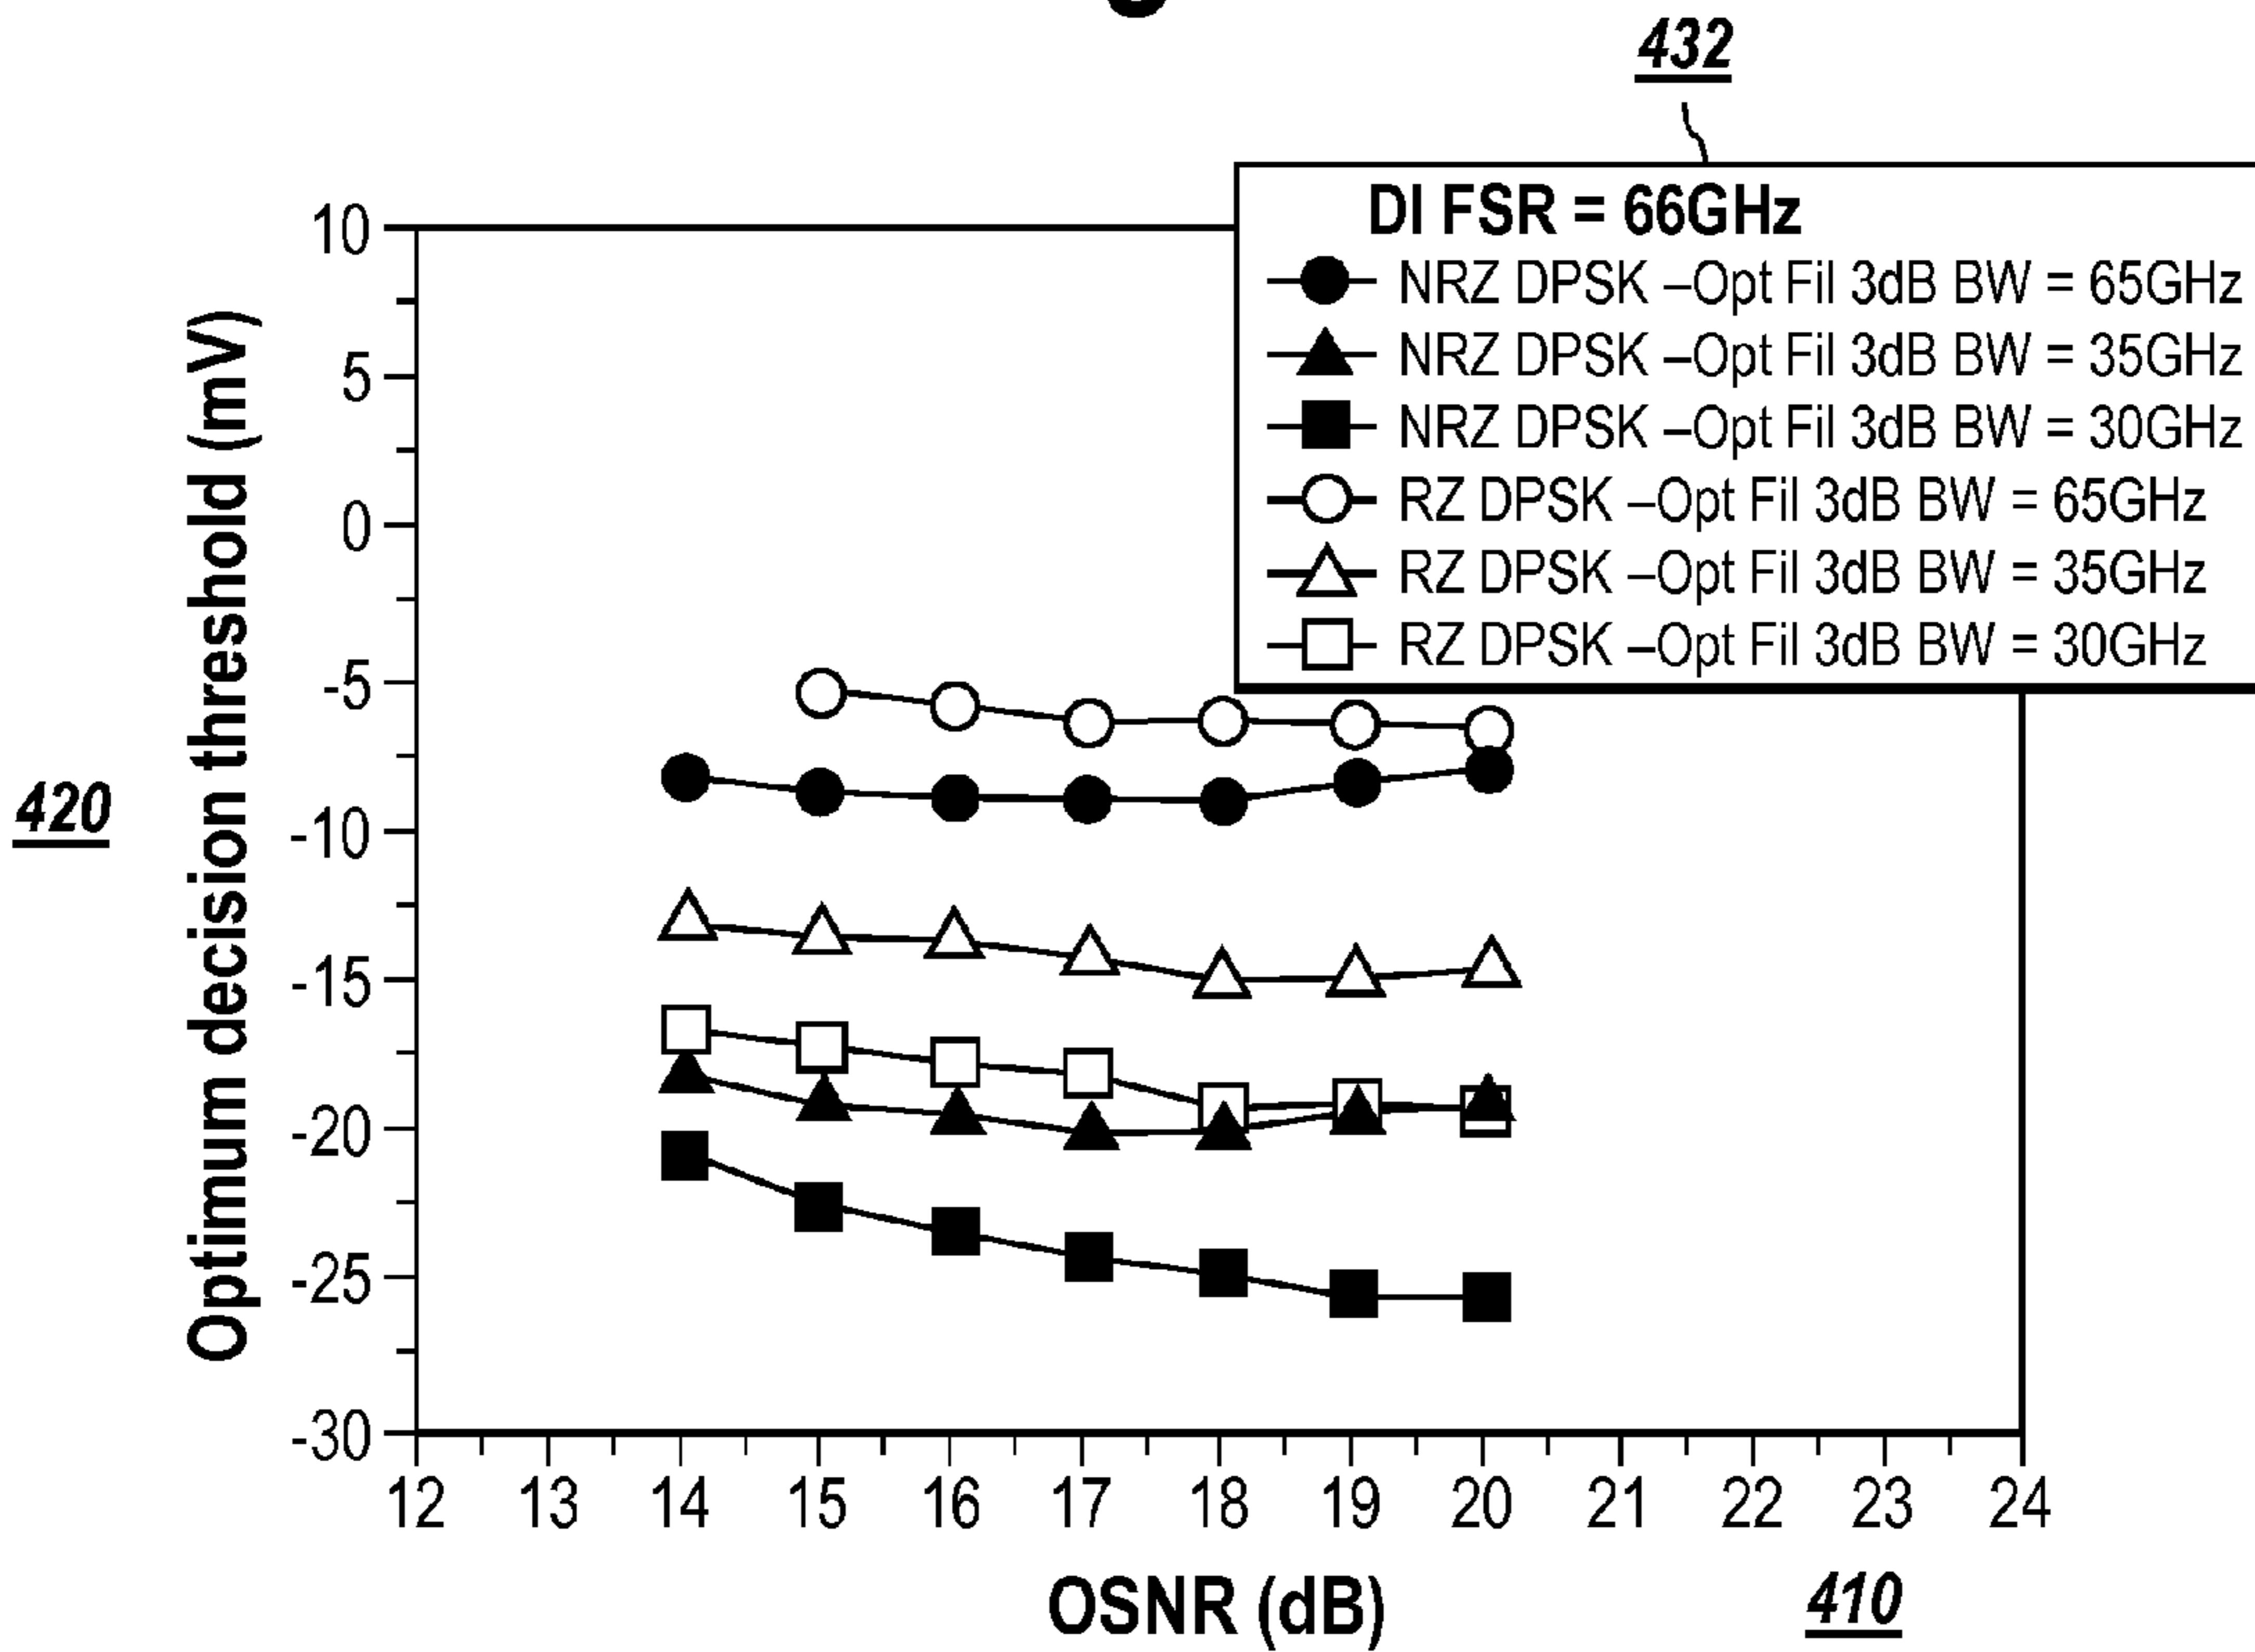 432
DI FSR = 66GHz
NRZ DPSK –Opt Fil 3dB BW = 65GHz
NRZ DPSK –Opt Fil 3dB BW = 35GHz
NRZ DPSK –Opt Fil 3dB BW = 30GHz
RZ DPSK –Opt Fil 3dB BW = 65GHz
RZ DPSK –Opt Fil 3dB BW = 35GHz
RZ DPSK –Opt Fil 3dB BW = 30GHz
420
Optimum decision threshold (mV)
10
5
0
-5
-10
-15
-20
-25
-30
12 13 14 15 16 17 18 19 20 21 22 23 24
OSNR (dB)
410